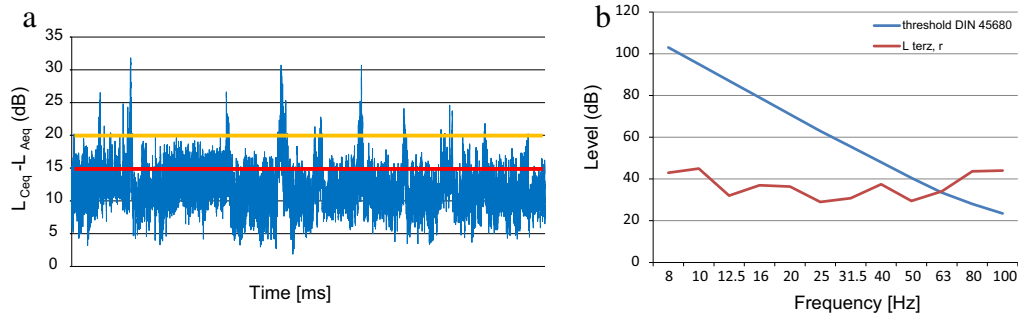 a
35
30
25
20
15
10
5
0
L Ceq -L Aeq (dB)
Time [ms]
b
120
100
80
60
40
20
0
Level (dB)
threshold DIN 45680
L terz, r
8 10 12.5 16 20 25 31.5 40 50 63 80 100
Frequency [Hz]